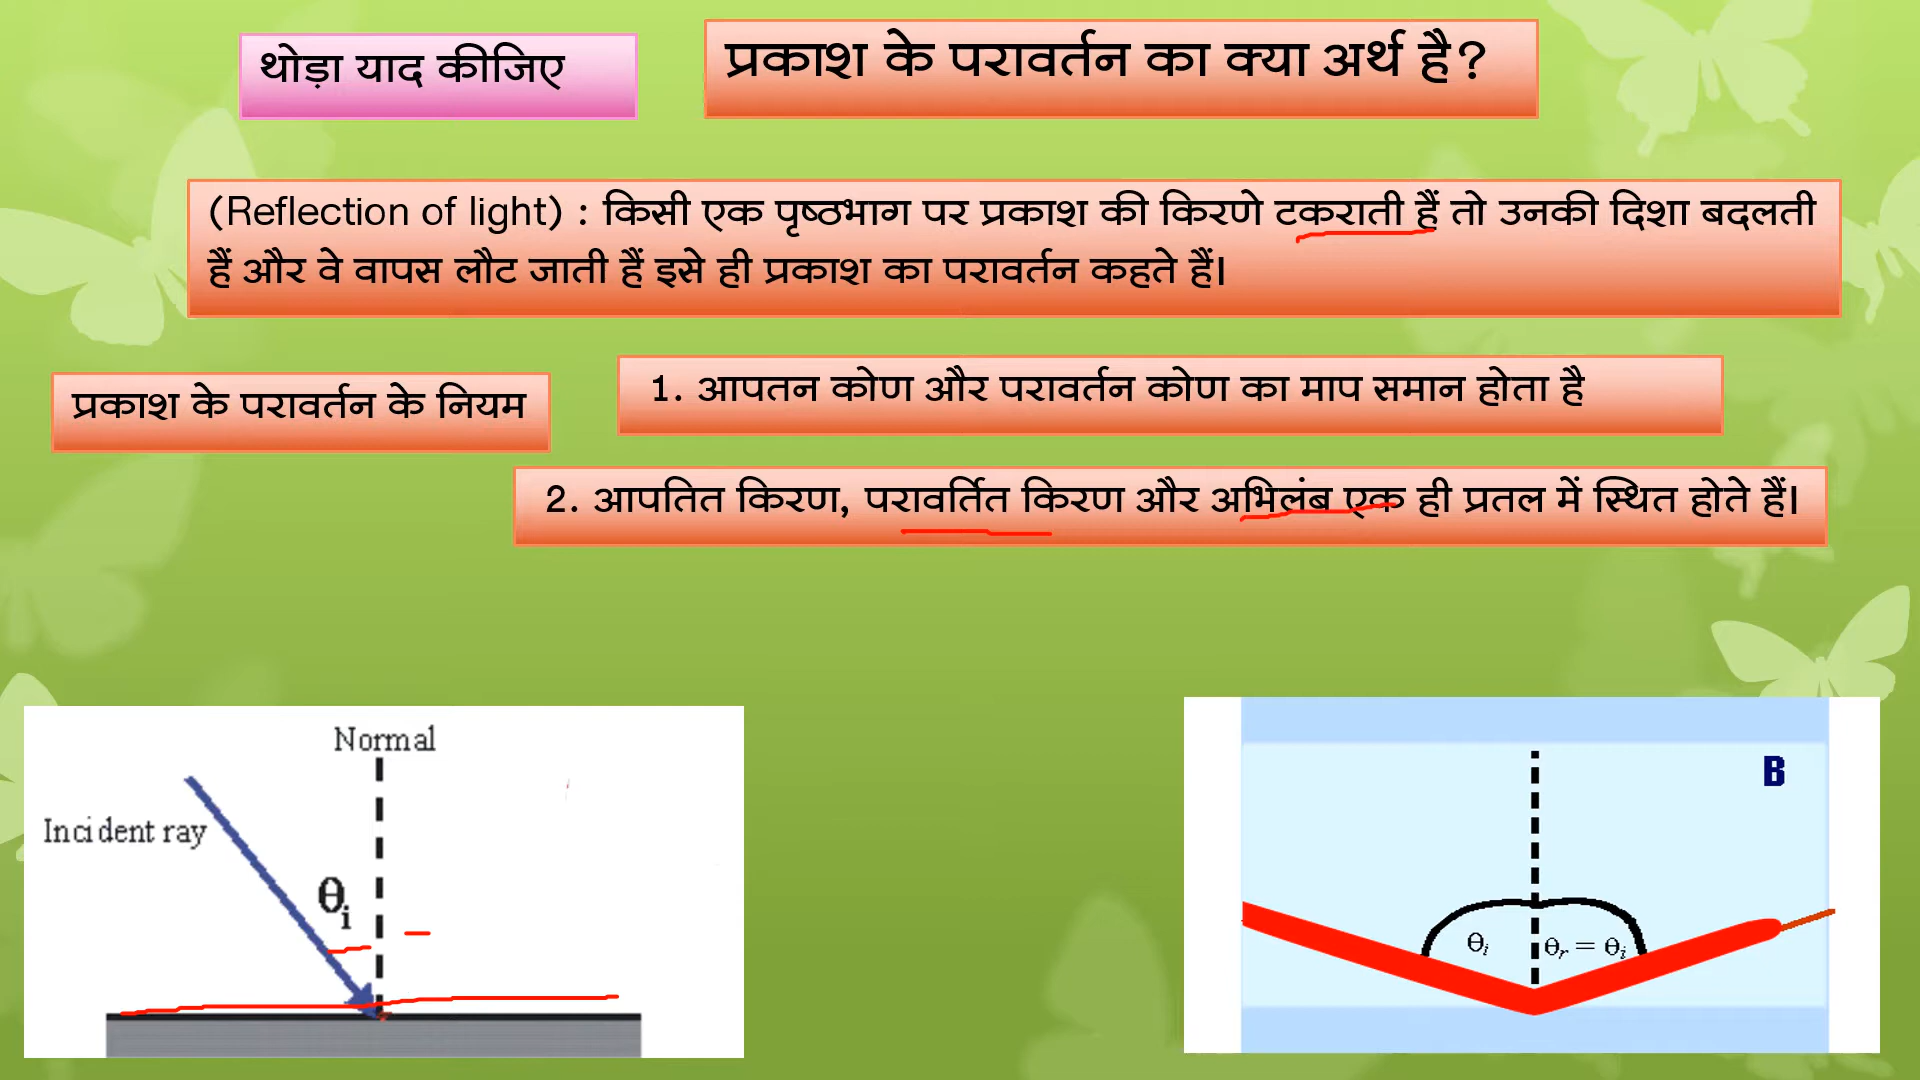 थोड़ा याद कीजिए
प्रकाश के परावर्तन का क्या अर्थ है?
(Reflection of light) : किसी एक पृष्ठभाग पर प्रकाश की किरणे टकराती हैं तो उनकी दिशा बदलती
हैं और वे वापस लौट जाती हैं इसे ही प्रकाश का परावर्तन कहते हैं।
प्रकाश के परावर्तन के नियम
1. आपतन कोण और परावर्तन कोण का माप समान होता है
2. आपतित किरण, परावर्तित किरण और अभिलंब एक ही प्रतल में स्थित होते हैं।
Normal
Incident ray
θi
B
θi
θr = θi